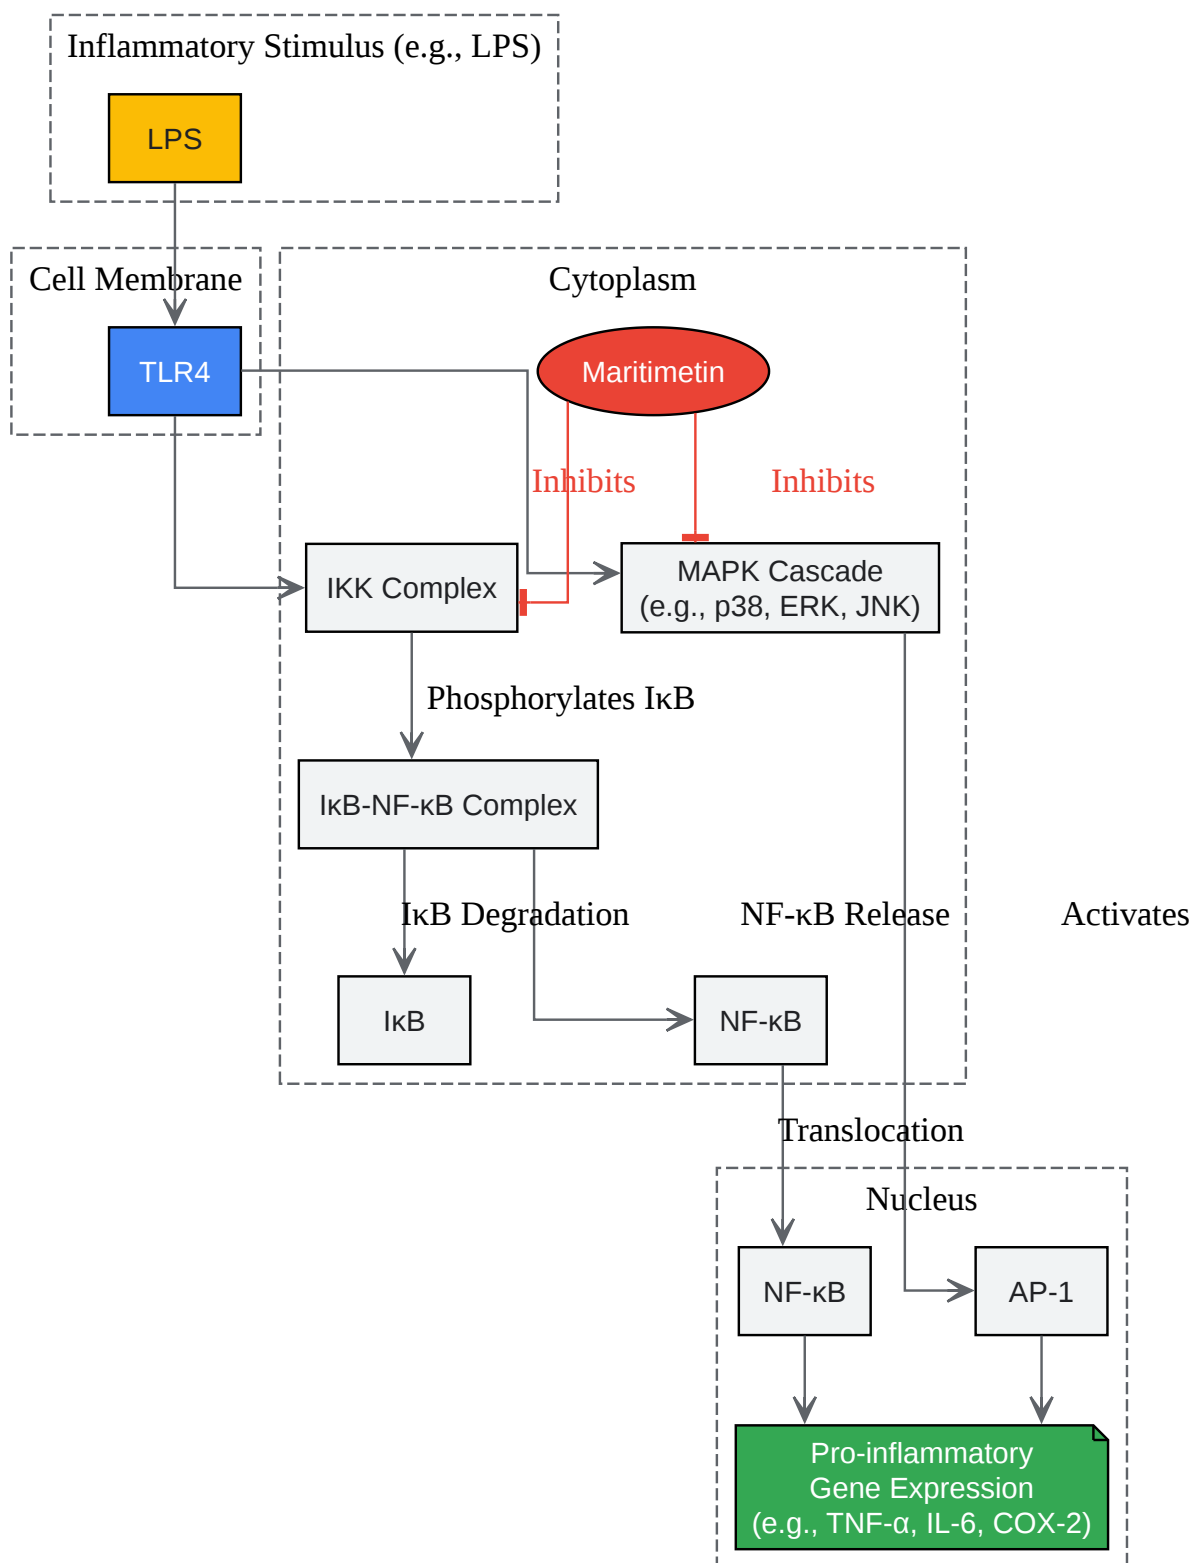 Inflammatory Stimulus (e.g., LPS)
LPS
Cell Membrane
Cytoplasm
TLR4
Maritimetin
Inhibits
Inhibits
IKK Complex
MAPK Cascade
(e.g., p38, ERK, JNK)
Phosphorylates IκB
IκB-NF-κB Complex
IκB Degradation
NF-κB Release
Activates
IκB
NF-κB
Translocation
Nucleus
NF-κB
AP-1
Pro-inflammatory
Gene Expression
(e.g., TNF-α, IL-6, COX-2)